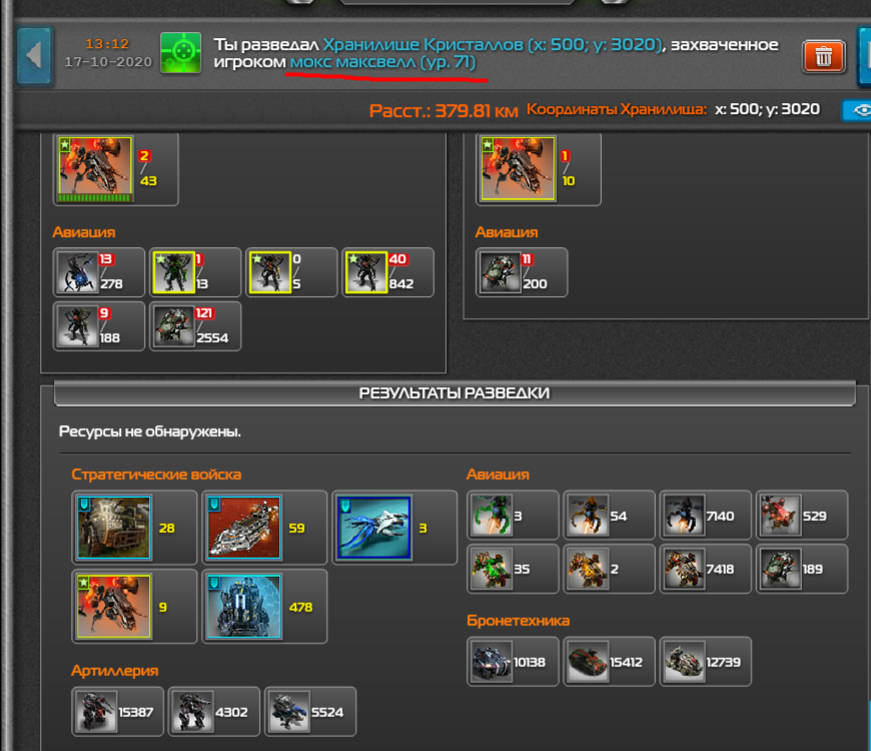 13:12
17-10-2020
Ты разведал Хранилище Кристаллов (x: 500; y: 3020), захваченное
игроком мокс максвелл (ур. 71)
Расст.: 379.81 км Координаты Хранилища: x: 500; y: 3020
2
/
43
1
/
10
Авиация
13 / 278
1 / 13
0 / 5
40 / 842
9 / 188
121 / 2554
Авиация
11 / 200
РЕЗУЛЬТАТЫ РАЗВЕДКИ
Ресурсы не обнаружены.
Стратегические войска
28 59 3
9 478
Артиллерия
15387 4302 5524
Авиация
3 54 7140 529
35 2 7418 189
Бронетехника
10138 15412 12739